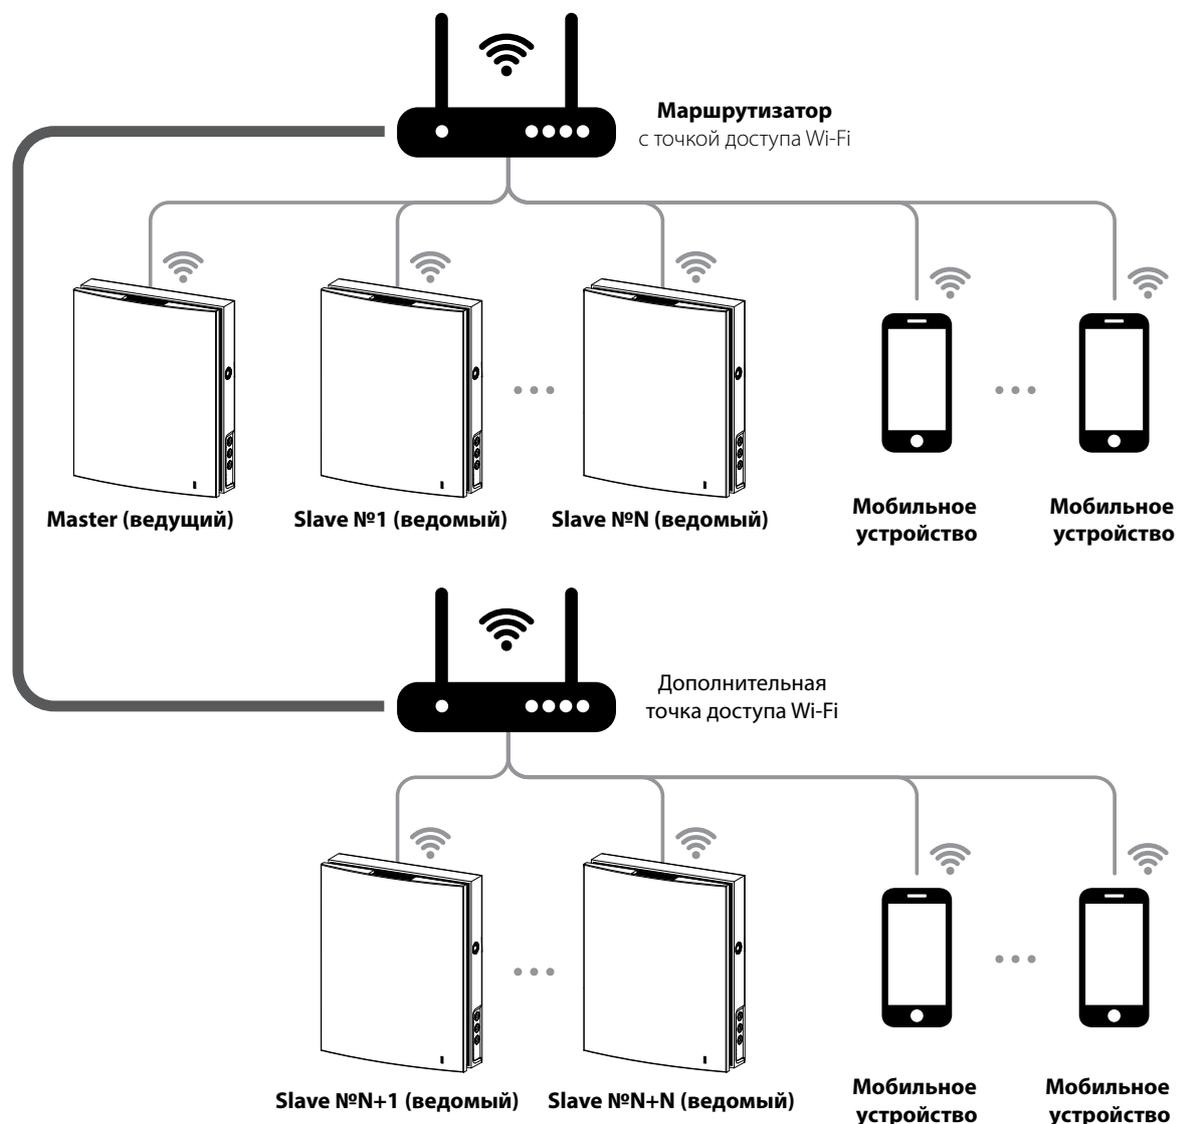 Маршрутизатор
с точкой доступа Wi-Fi
Master (ведущий)
Slave №1 (ведомый)
Slave №N (ведомый)
Мобильное
устройство
Мобильное
устройство
Дополнительная
точка доступа Wi-Fi
Slave №N+1 (ведомый)
Slave №N+N (ведомый)
Мобильное
устройство
Мобильное
устройство